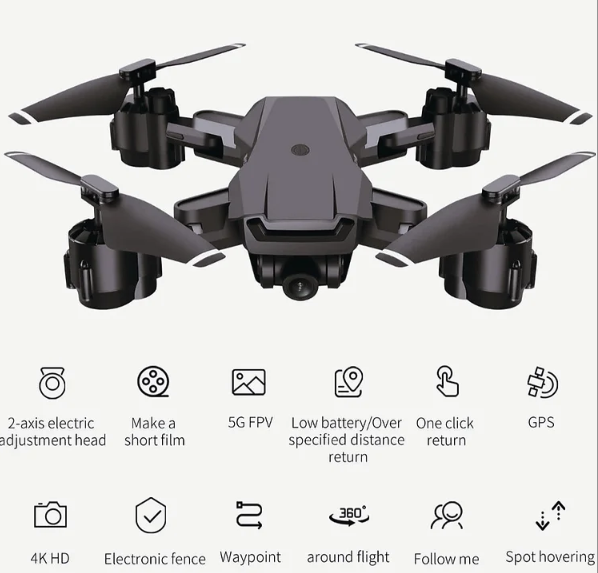 2-axis electric
adjustment head
Make a
short film
5G FPV
Low battery/Over
specified distance
return
One click
return
GPS
4K HD
Electronic fence
Waypoint
360°
around flight
Follow me
Spot hovering